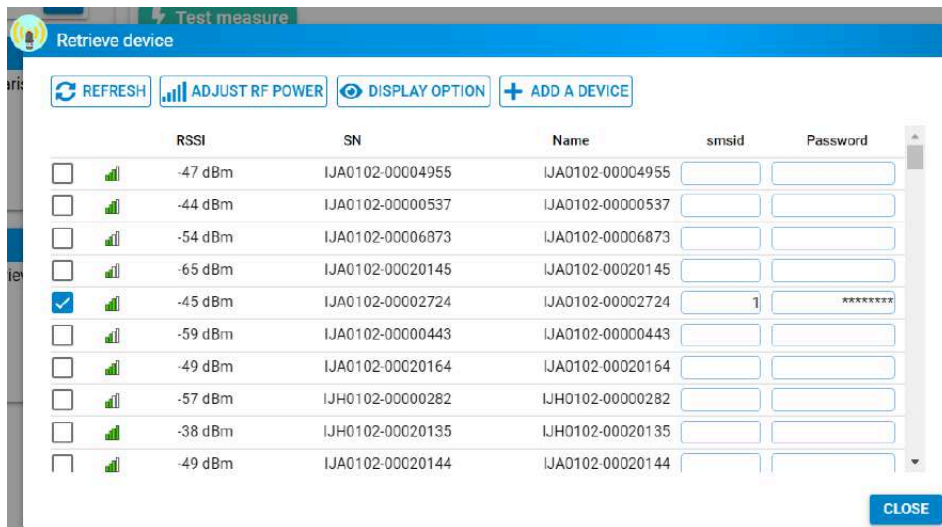 Test measure
Retrieve device
REFRESH ADJUST RF POWER DISPLAY OPTION ADD A DEVICE
RSSI SN Name smsid Password
-47 dBm IJA0102-00004955 IJA0102-00004955
-44 dBm IJA0102-00000537 IJA0102-00000537
-54 dBm IJA0102-00006873 IJA0102-00006873
-65 dBm IJA0102-00020145 IJA0102-00020145
-45 dBm IJA0102-00002724 IJA0102-00002724 1 ********
-59 dBm IJA0102-00000443 IJA0102-00000443
-49 dBm IJA0102-00020164 IJA0102-00020164
-57 dBm IJH0102-00000282 IJH0102-00000282
-38 dBm IJH0102-00020135 IJH0102-00020135
-49 dBm IJA0102-00020144 IJA0102-00020144
CLOSE